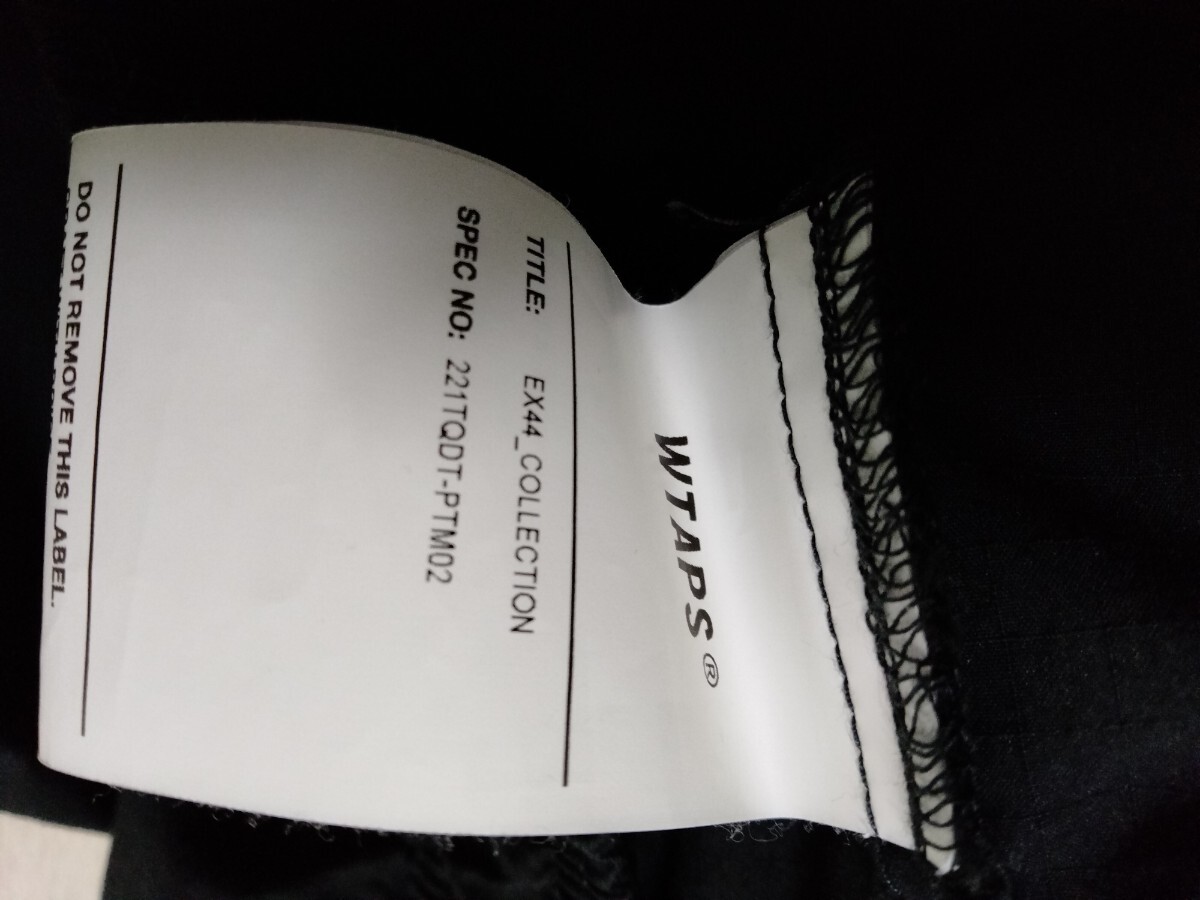 WTAPS®
TITLE: EX44_COLLECTION
SPEC NO: 221TQDT-PTM02
DO NOT REMOVE THIS LABEL.